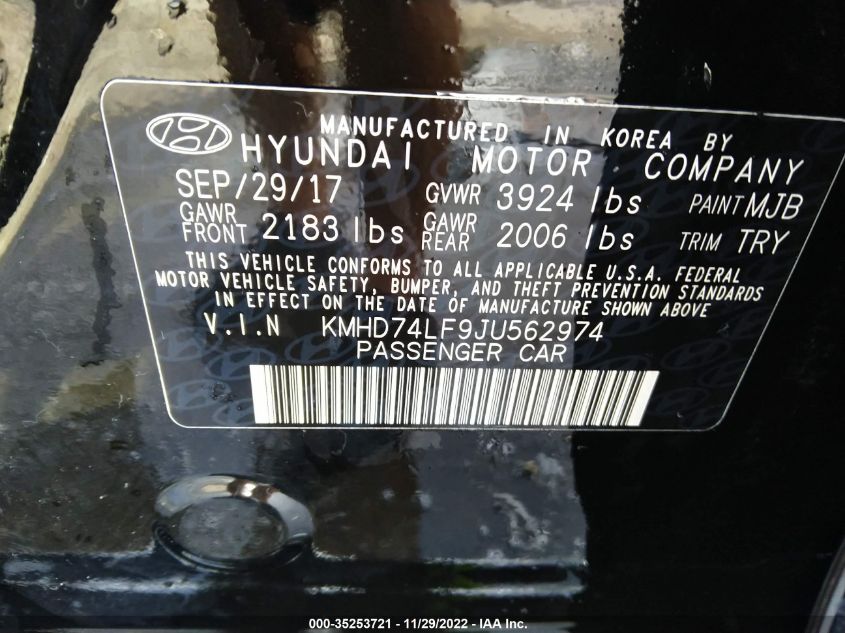 MANUFACTURED IN KOREA BY
HYUNDAI MOTOR COMPANY
SEP/29/17 GVWR 3924 lbs PAINT MJB
GAWR FRONT 2183 lbs GAWR REAR 2006 lbs TRIM TRY
THIS VEHICLE CONFORMS TO ALL APPLICABLE U.S.A. FEDERAL
MOTOR VEHICLE SAFETY, BUMPER, AND THEFT PREVENTION STANDARDS
IN EFFECT ON THE DATE OF MANUFACTURE SHOWN ABOVE
V.I.N KMHD74LF9JU562974
PASSENGER CAR
000-35253721 - 11/29/2022 - IAA Inc.